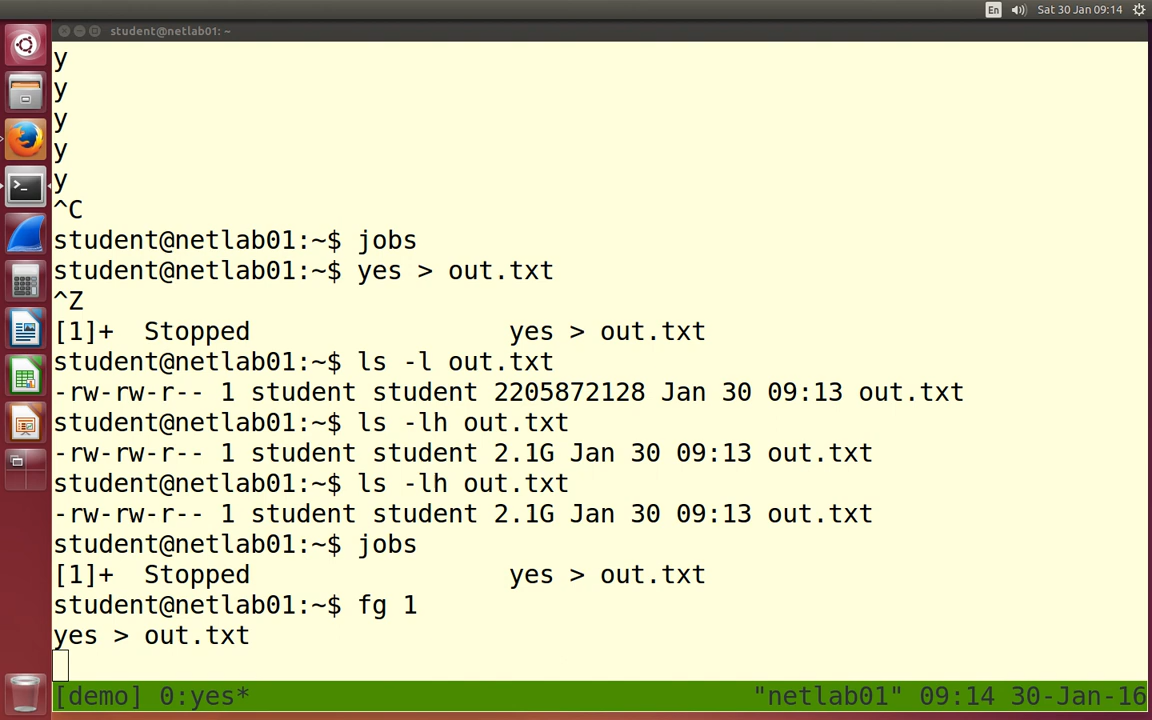 En
Sat 30 Jan 09:14
student@netlab01: ~
y
y
y
y
y
^C
student@netlab01:~$ jobs
student@netlab01:~$ yes > out.txt
^Z
[1]+  Stopped                 yes > out.txt
student@netlab01:~$ ls -l out.txt
-rw-rw-r-- 1 student student 2205872128 Jan 30 09:13 out.txt
student@netlab01:~$ ls -lh out.txt
-rw-rw-r-- 1 student student 2.1G Jan 30 09:13 out.txt
student@netlab01:~$ ls -lh out.txt
-rw-rw-r-- 1 student student 2.1G Jan 30 09:13 out.txt
student@netlab01:~$ jobs
[1]+  Stopped                 yes > out.txt
student@netlab01:~$ fg 1
yes > out.txt
[demo] 0:yes* "netlab01" 09:14 30-Jan-16